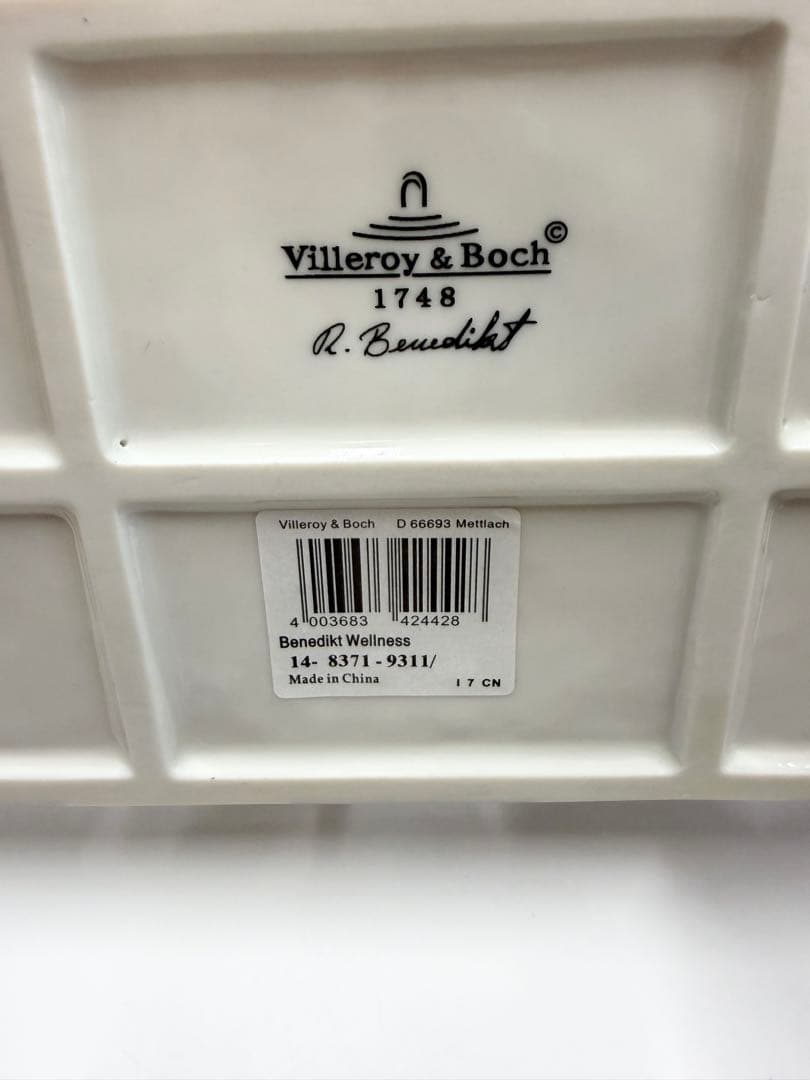 Villeroy & Boch©
1748
R. Benedikt
Villeroy & Boch D 66693 Mettlach
4 003683 424428
Benedikt Wellness
14- 8371 - 9311/
Made in China I 7 CN